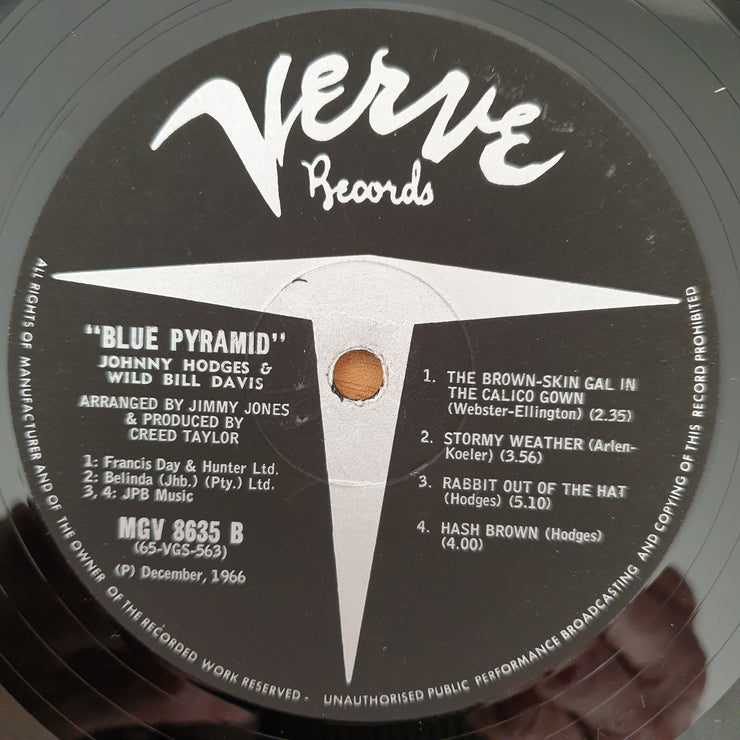 Verve
Records
"BLUE PYRAMID"
JOHNNY HODGES &
WILD BILL DAVIS
ARRANGED BY JIMMY JONES
& PRODUCED BY
CREED TAYLOR
1: Francis Day & Hunter Ltd.
2: Belinda (Jhb.) (Pty.) Ltd.
3, 4: JPB Music
MGV 8635 B
(65-VGS-563)
(P) December, 1966
1. THE BROWN-SKIN GAL IN
THE CALICO GOWN
(Webster-Ellington) (2.35)
2. STORMY WEATHER (Arlen-
Koeler) (3.56)
3. RABBIT OUT OF THE HAT
(Hodges) (5.10)
4. HASH BROWN (Hodges)
(4.00)
ALL RIGHTS OF MANUFACTURER AND OF THE OWNER OF THE RECORDED WORK RESERVED - UNAUTHORISED PUBLIC PERFORMANCE BROADCASTING AND COPYING OF THIS RECORD PROHIBITED